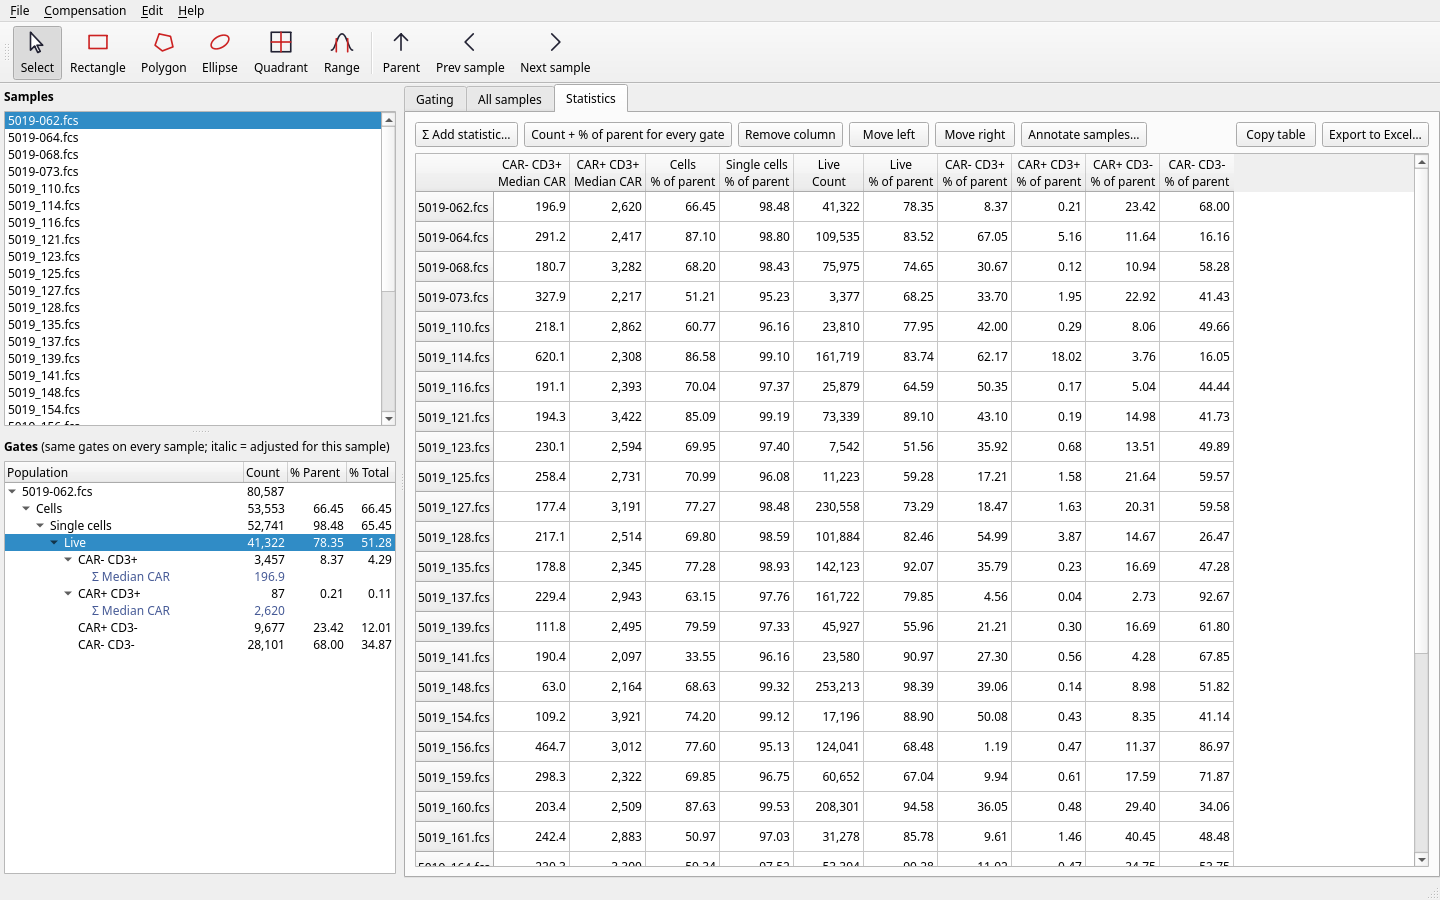 File Compensation Edit Help
Select Rectangle Polygon Ellipse Quadrant Range Parent Prev sample Next sample
Samples
5019-062.fcs
5019-064.fcs
5019-068.fcs
5019-073.fcs
5019_110.fcs
5019_114.fcs
5019_116.fcs
5019_121.fcs
5019_123.fcs
5019_125.fcs
5019_127.fcs
5019_128.fcs
5019_135.fcs
5019_137.fcs
5019_139.fcs
5019_141.fcs
5019_148.fcs
5019_154.fcs
Gates (same gates on every sample; italic = adjusted for this sample)
Population Count % Parent % Total
5019-062.fcs 80,587
Cells 53,553 66.45 66.45
Single cells 52,741 98.48 65.45
Live 41,322 78.35 51.28
CAR- CD3+ 3,457 8.37 4.29
Σ Median CAR 196.9
CAR+ CD3+ 87 0.21 0.11
Σ Median CAR 2,620
CAR+ CD3- 9,677 23.42 12.01
CAR- CD3- 28,101 68.00 34.87
Gating All samples Statistics
Σ Add statistic... Count + % of parent for every gate Remove column Move left Move right Annotate samples... Copy table Export to Excel...
CAR- CD3+ CAR+ CD3+ Cells Single cells Live Live CAR- CD3+ CAR+ CD3+ CAR+ CD3- CAR- CD3-
Median CAR Median CAR % of parent % of parent Count % of parent % of parent % of parent % of parent % of parent
5019-062.fcs 196.9 2,620 66.45 98.48 41,322 78.35 8.37 0.21 23.42 68.00
5019-064.fcs 291.2 2,417 87.10 98.80 109,535 83.52 67.05 5.16 11.64 16.16
5019-068.fcs 180.7 3,282 68.20 98.43 75,975 74.65 30.67 0.12 10.94 58.28
5019-073.fcs 327.9 2,217 51.21 95.23 3,377 68.25 33.70 1.95 22.92 41.43
5019_110.fcs 218.1 2,862 60.77 96.16 23,810 77.95 42.00 0.29 8.06 49.66
5019_114.fcs 620.1 2,308 86.58 99.10 161,719 83.74 62.17 18.02 3.76 16.05
5019_116.fcs 191.1 2,393 70.04 97.37 25,879 64.59 50.35 0.17 5.04 44.44
5019_121.fcs 194.3 3,422 85.09 99.19 73,339 89.10 43.10 0.19 14.98 41.73
5019_123.fcs 230.1 2,594 69.95 97.40 7,542 51.56 35.92 0.68 13.51 49.89
5019_125.fcs 258.4 2,731 70.99 96.08 11,223 59.28 17.21 1.58 21.64 59.57
5019_127.fcs 177.4 3,191 77.27 98.48 230,558 73.29 18.47 1.63 20.31 59.58
5019_128.fcs 217.1 2,514 69.80 98.59 101,884 82.46 54.99 3.87 14.67 26.47
5019_135.fcs 178.8 2,345 77.28 98.93 142,123 92.07 35.79 0.23 16.69 47.28
5019_137.fcs 229.4 2,943 63.15 97.76 161,722 79.85 4.56 0.04 2.73 92.67
5019_139.fcs 111.8 2,495 79.59 97.33 45,927 55.96 21.21 0.30 16.69 61.80
5019_141.fcs 190.4 2,097 33.55 96.16 23,580 90.97 27.30 0.56 4.28 67.85
5019_148.fcs 63.0 2,164 68.63 99.32 253,213 98.39 39.06 0.14 8.98 51.82
5019_154.fcs 109.2 3,921 74.20 99.12 17,196 88.90 50.08 0.43 8.35 41.14
5019_156.fcs 464.7 3,012 77.60 95.13 124,041 68.48 1.19 0.47 11.37 86.97
5019_159.fcs 298.3 2,322 69.85 96.75 60,652 67.04 9.94 0.61 17.59 71.87
5019_160.fcs 203.4 2,509 87.63 99.53 208,301 94.58 36.05 0.48 29.40 34.06
5019_161.fcs 242.4 2,883 50.97 97.03 31,278 85.78 9.61 1.46 40.45 48.48